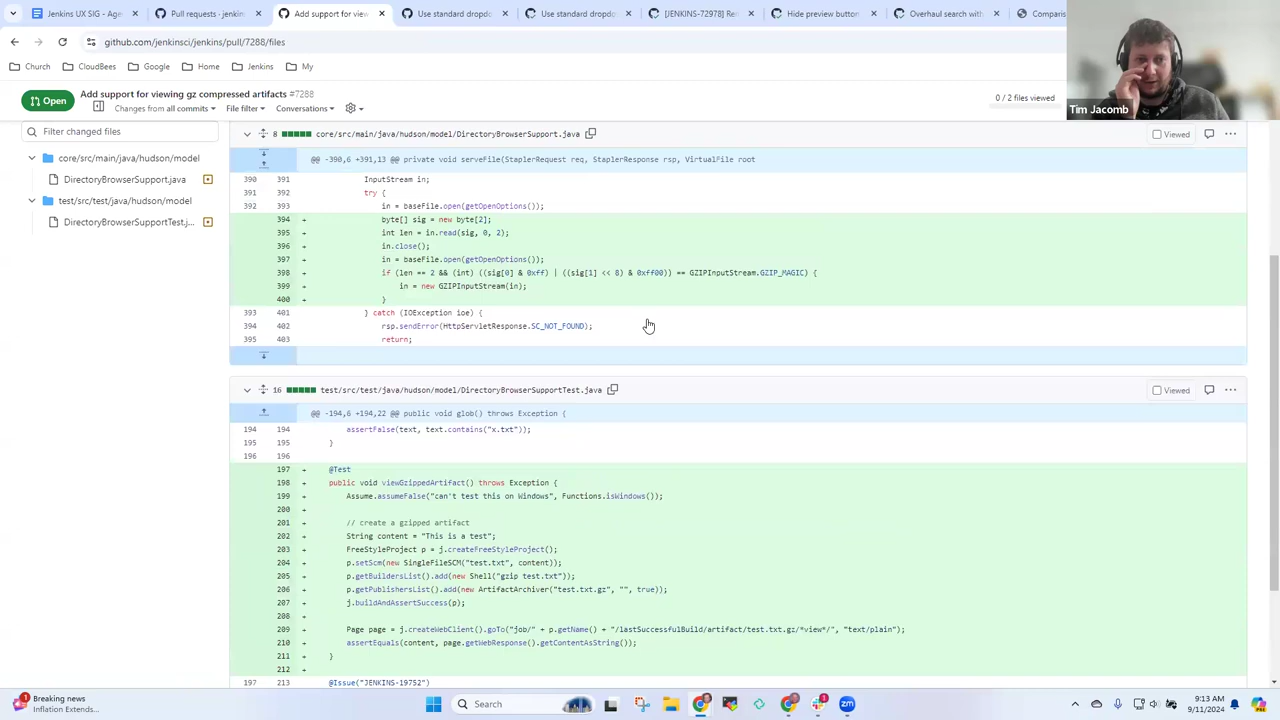 Jenkins UX SIG - Age
Pull requests · jenkins
Add support for view
Use standard dropdo
Use standard dropdo
[JENKINS-72978] Re
Hide preview button
Overhaul search with
Comparis
github.com/jenkinsci/jenkins/pull/7288/files
Church
CloudBees
Google
Home
Jenkins
My
Open
Add support for viewing gz compressed artifacts #7288
Changes from all commits
File filter
Conversations
0 / 2 files viewed
Tim Jacomb
Filter changed files
core/src/main/java/hudson/model
DirectoryBrowserSupport.java
test/src/test/java/hudson/model
DirectoryBrowserSupportTest.j...
8 core/src/main/java/hudson/model/DirectoryBrowserSupport.java
Viewed
@@ -390,6 +391,13 @@ private void serveFile(StaplerRequest req, StaplerResponse rsp, VirtualFile root
390 391 InputStream in;
391 392 try {
392 393 in = baseFile.open(getOpenOptions());
394 + byte[] sig = new byte[2];
395 + int len = in.read(sig, 0, 2);
396 + in.close();
397 + in = baseFile.open(getOpenOptions());
398 + if (len == 2 && (int) ((sig[0] & 0xff) | ((sig[1] << 8) & 0xff00)) == GZIPInputStream.GZIP_MAGIC) {
399 + in = new GZIPInputStream(in);
400 + }
393 401 } catch (IOException ioe) {
394 402 rsp.sendError(HttpServletResponse.SC_NOT_FOUND);
395 403 return;
16 test/src/test/java/hudson/model/DirectoryBrowserSupportTest.java
Viewed
@@ -194,6 +194,22 @@ public void glob() throws Exception {
194 194 assertFalse(text, text.contains("x.txt"));
195 195 }
196 196
197 + @Test
198 + public void viewGzippedArtifact() throws Exception {
199 + Assume.assumeFalse("can't test this on Windows", Functions.isWindows());
200 +
201 + // create a gzipped artifact
202 + String content = "This is a test";
203 + FreeStyleProject p = j.createFreeStyleProject();
204 + p.setScm(new SingleFileSCM("test.txt", content));
205 + p.getBuildersList().add(new Shell("gzip test.txt"));
206 + p.getPublishersList().add(new ArtifactArchiver("test.txt.gz", "", true));
207 + j.buildAndAssertSuccess(p);
208 +
209 + Page page = j.createWebClient().goTo("job/" + p.getName() + "/lastSuccessfulBuild/artifact/test.txt.gz/*view*/", "text/plain");
210 + assertEquals(content, page.getWebResponse().getContentAsString());
211 + }
212 +
197 213 @Issue("JENKINS-19752")
Breaking news
Inflation Extends...
Search
9:13 AM
9/11/2024